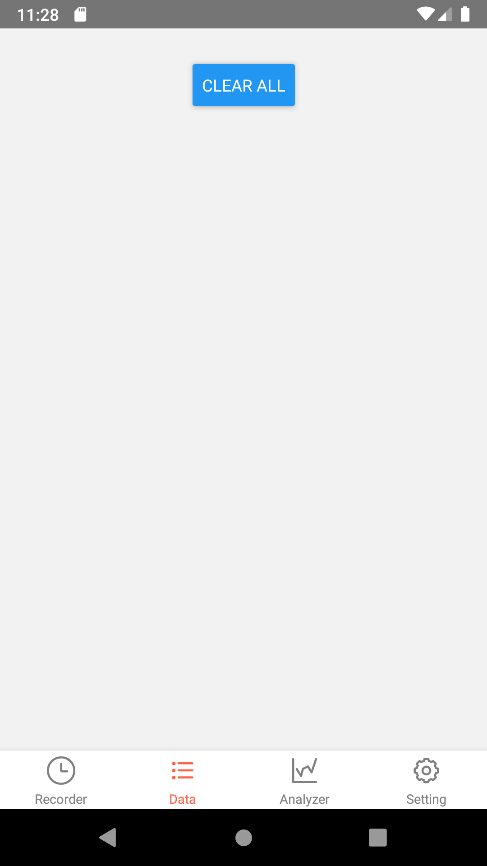 11:28
CLEAR ALL
Recorder
Data
Analyzer
Setting